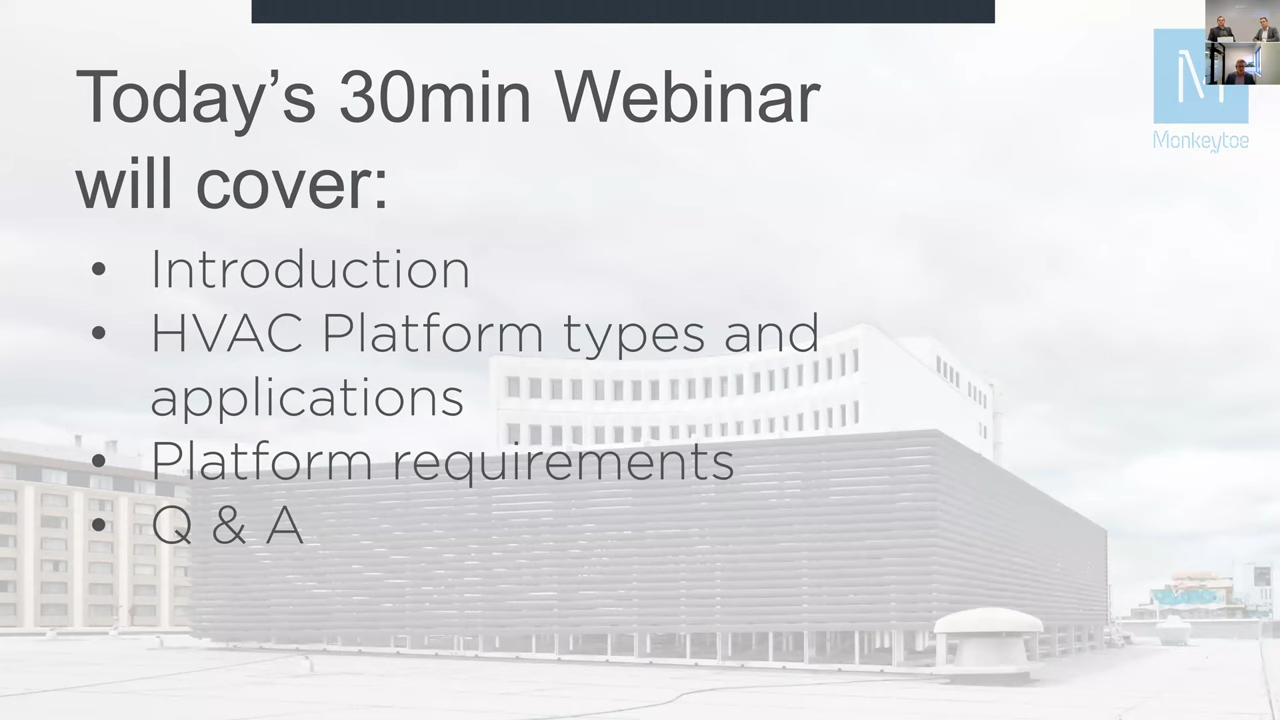 Today’s 30min Webinar
will cover:
• Introduction
• HVAC Platform types and
applications
• Platform requirements
• Q & A
M
Monkeytoe